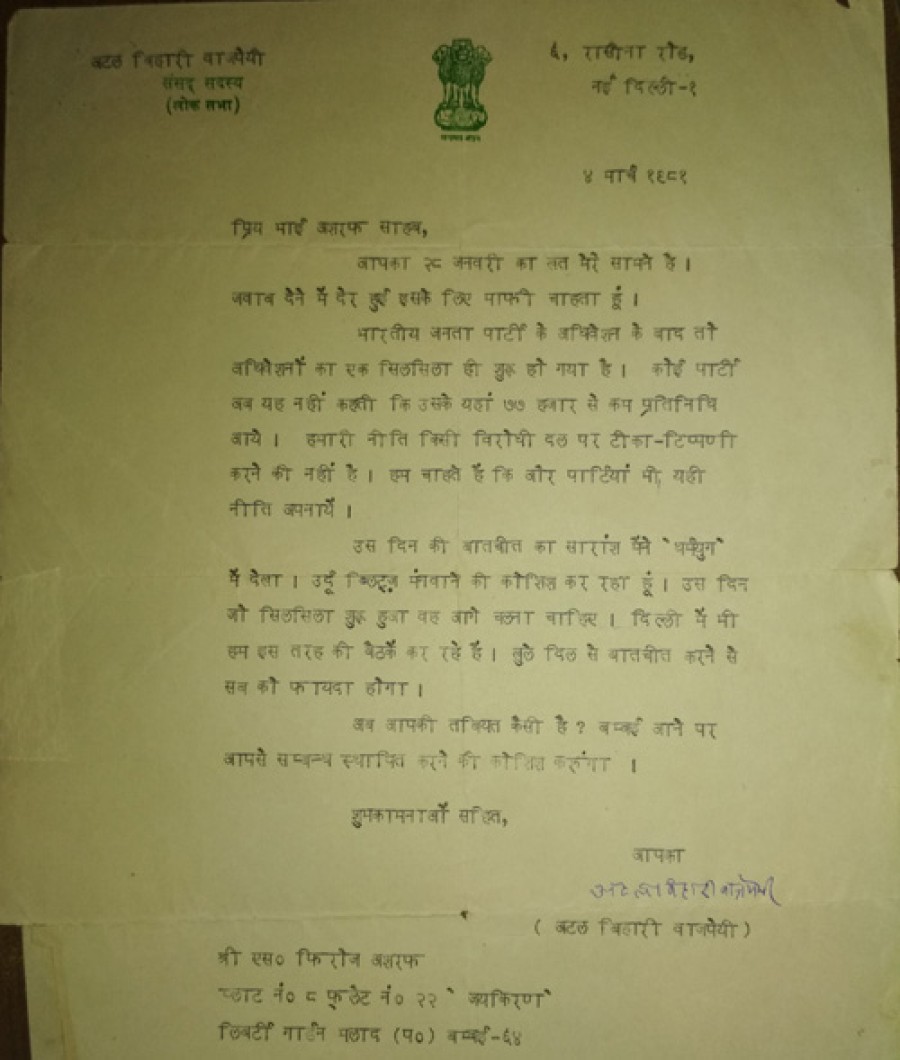 अटल बिहारी वाजपेयी
संसद् सदस्य
(लोक सभा)
६, रायसीना रोड,
नई दिल्ली-१
४ मार्च १९८१
प्रिय भाई अशरफ साहब,
आपका २८ जनवरी का खत मेरे सामने है ।
जवाब देने में देर हुई इसके लिए माफी चाहता हूं ।
भारतीय जनता पार्टी के अधिवेशन के बाद तो
अधिवेशनों का एक सिलसिला ही शुरू हो गया है । कोई पार्टी
अब यह नहीं कहती कि उसके यहां ७७ हजार से कम प्रतिनिधि
आये । हमारी नीति किसी विरोधी दल पर टीका-टिप्पणी
करने की नहीं है । हम चाहते हैं कि और पार्टियां भी, यही
नीति अपनायें ।
उस दिन की बातचीत का सारांश मैंने `धर्मयुग`
में देखा । उर्दू ब्लिट्ज़ मंगवाने की कोशिश कर रहा हूं । उस दिन
जो सिलसिला शुरू हुआ वह आगे चलना चाहिए । दिल्ली में भी
हम इस तरह की बैठकें कर रहे हैं । खुले दिल से बातचीत करने से
सब को फायदा होगा ।
अब आपकी तबियत कैसी है ? बम्बई आने पर
आपसे सम्बन्ध स्थापित करने की कोशिश करूंगा ।
शुभकामनाओं सहित,
आपका
अटल बिहारी वाजपेयी
( अटल बिहारी वाजपेयी )
श्री एस० फिरोज अशरफ
प्लाट नं० ८ फ्लेट नं० २२ ` जयकिरण`
लिबर्टी गार्डन मलाद (प०) बम्बई-६४